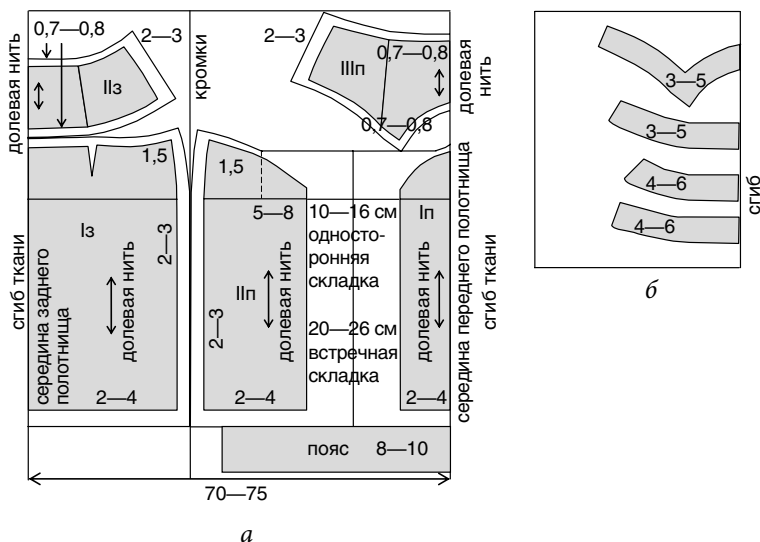 0,7—0,8
2—3
долевая нить
IIз
кромки
2—3
0,7—0,8
IIIп
долевая
нить
0,7—0,8
1,5
1,5
Iз
2—3
сгиб ткани
середина заднего
полотнища
долевая нить
2—4
5—8
IIп
2—3
долевая нить
2—4
10—16 см
односто-
ронняя
складка
20—26 см
встречная
складка
Iп
долевая нить
2—4
середина переднего полотнища
сгиб ткани
пояс 8—10
70—75
а
3—5
3—5
4—6
4—6
сгиб
б